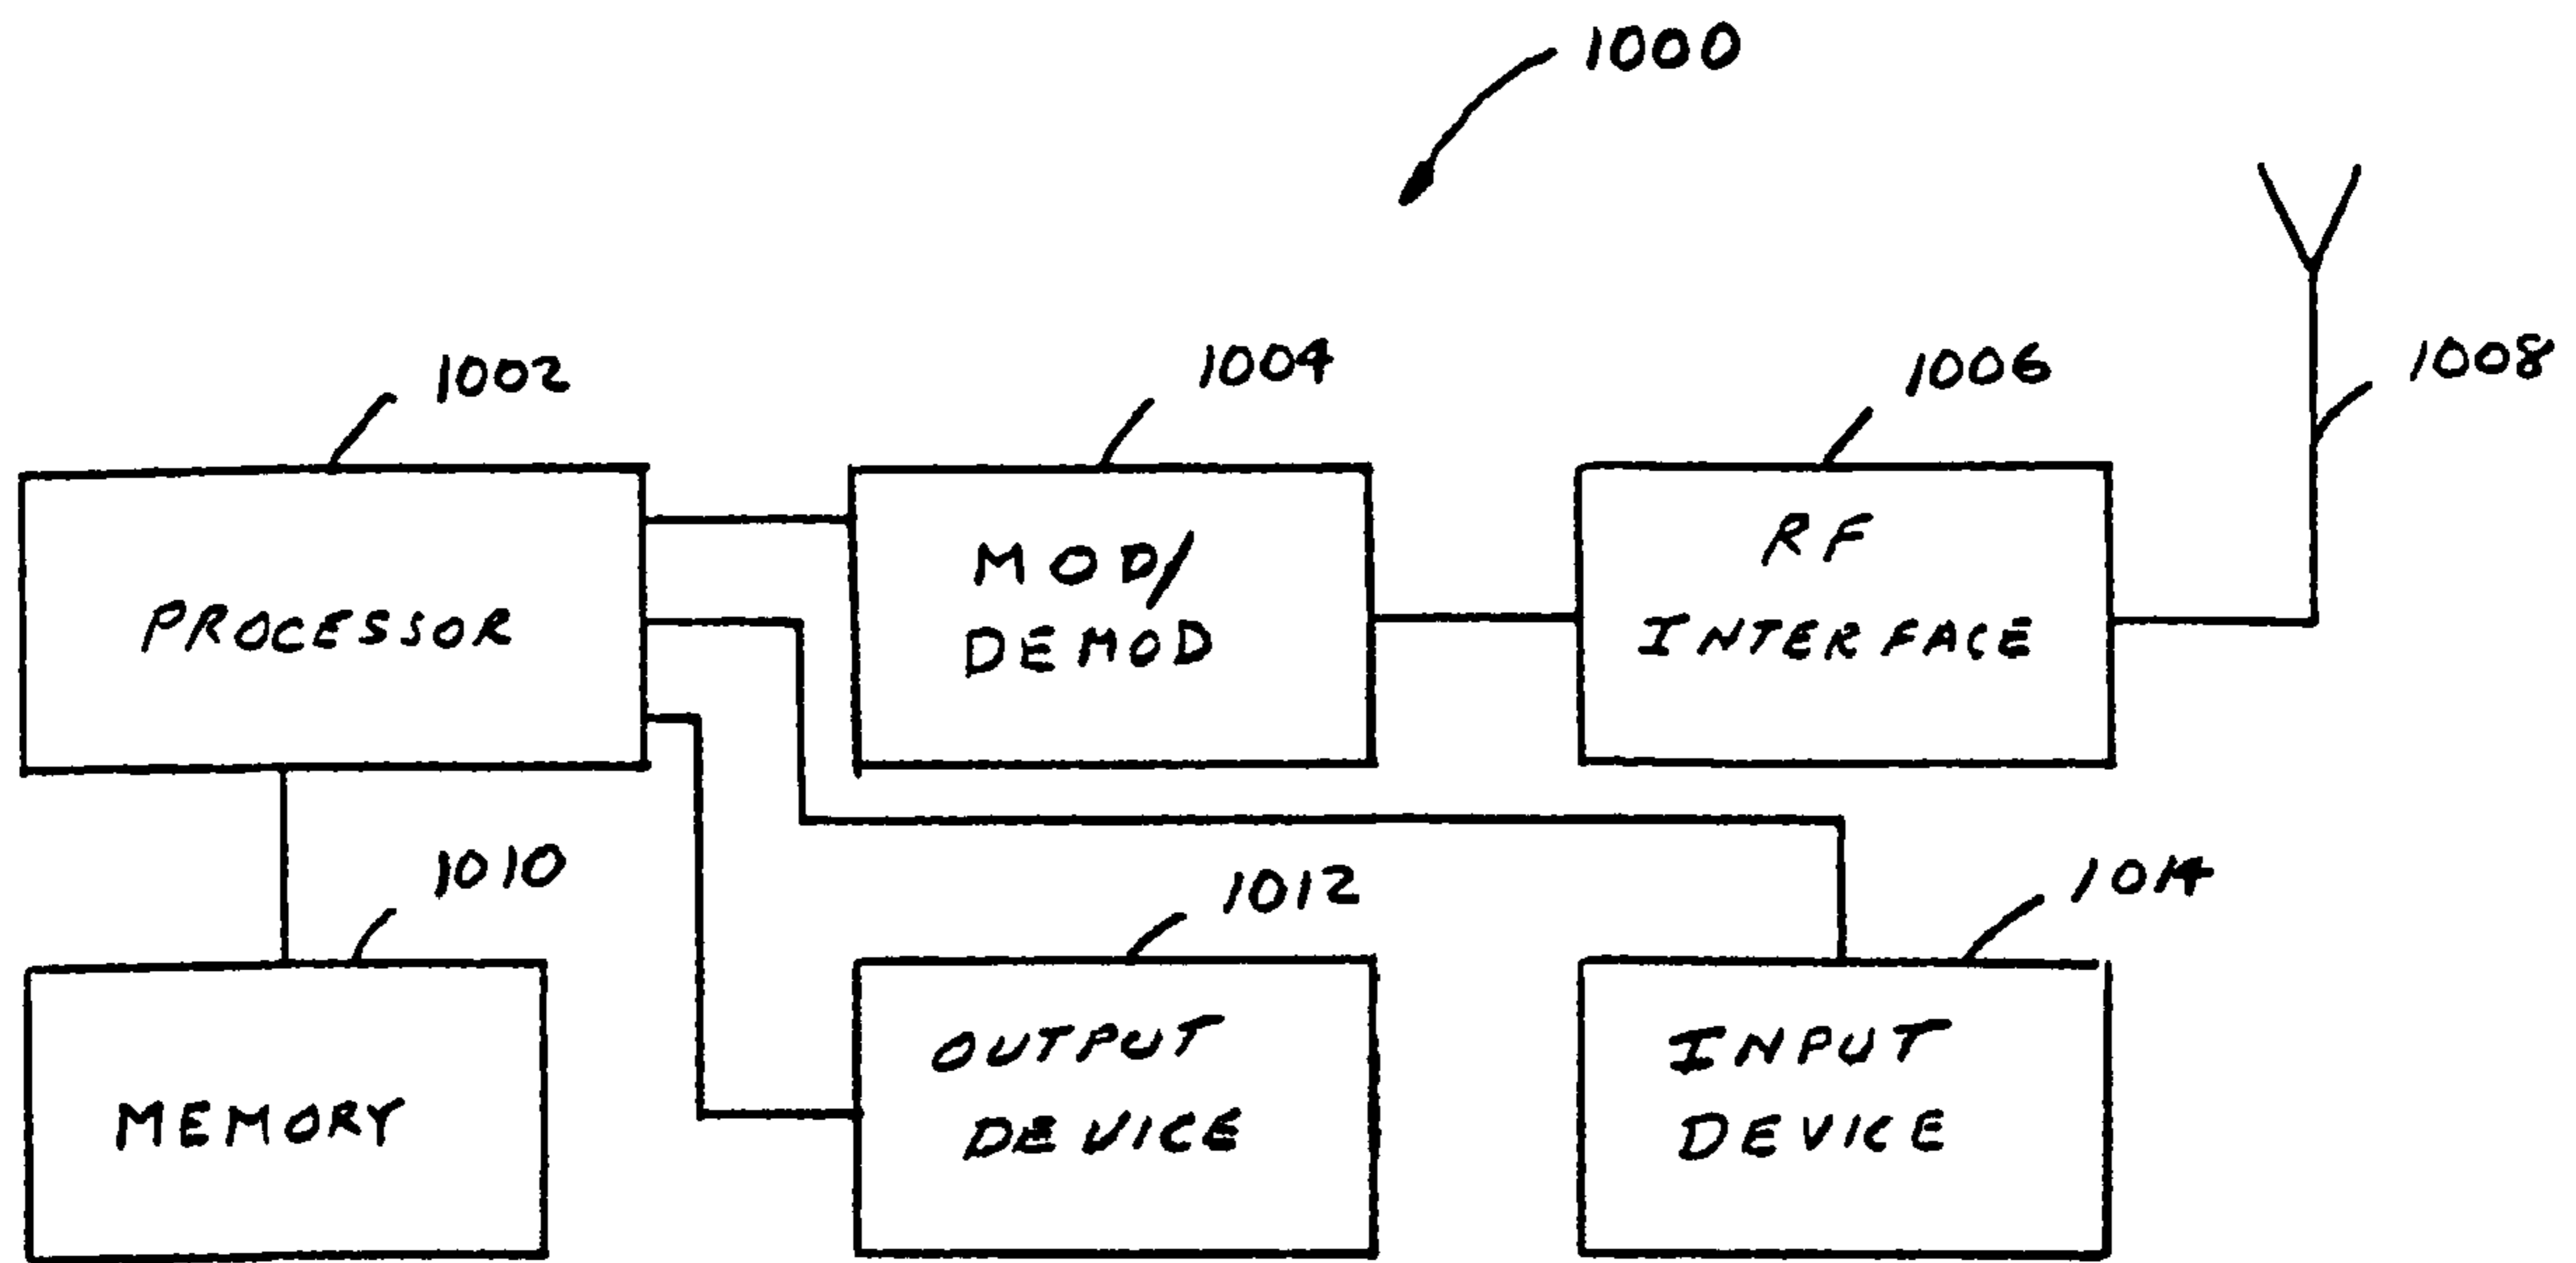 1000
1002
1004
1006
1008
PROCESSOR
MOD/
DEMOD
RF
INTERFACE
1010
1012
1014
MEMORY
OUTPUT
DEVICE
INPUT
DEVICE